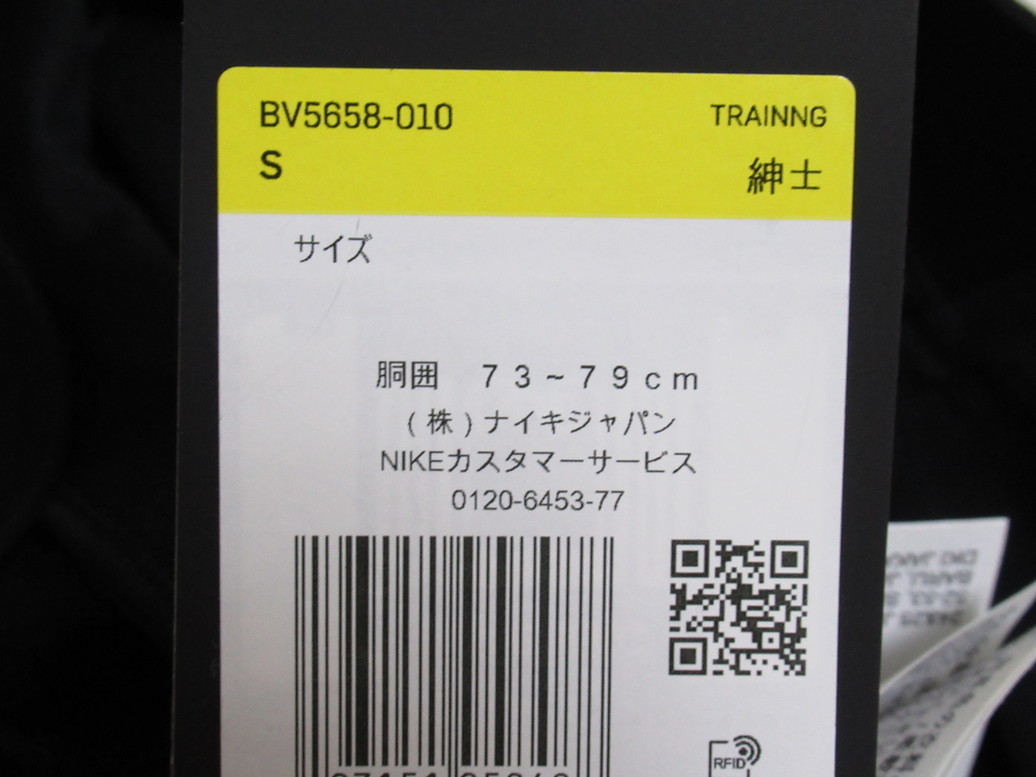 BV5658-010
TRAINNG
S
紳士
サイズ
胴囲 73~79cm
(株)ナイキジャパン
NIKEカスタマーサービス
0120-6453-77
RFID